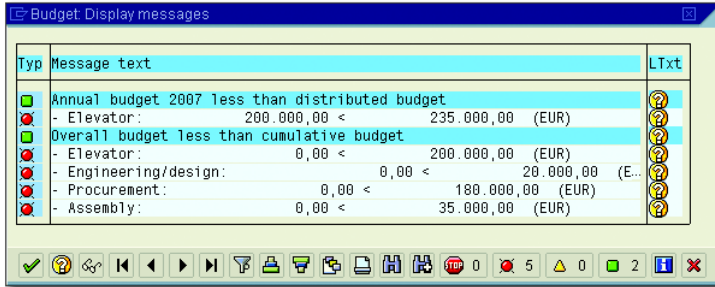 Budget: Display messages
Typ Message text LTxt
Annual budget 2007 less than distributed budget
- Elevator: 200.000,00 < 235.000,00 (EUR)
Overall budget less than cumulative budget
- Elevator: 0,00 < 200.000,00 (EUR)
- Engineering/design: 0,00 < 20.000,00 (E...
- Procurement: 0,00 < 180.000,00 (EUR)
- Assembly: 0,00 < 35.000,00 (EUR)
STOP 0 5 0 2